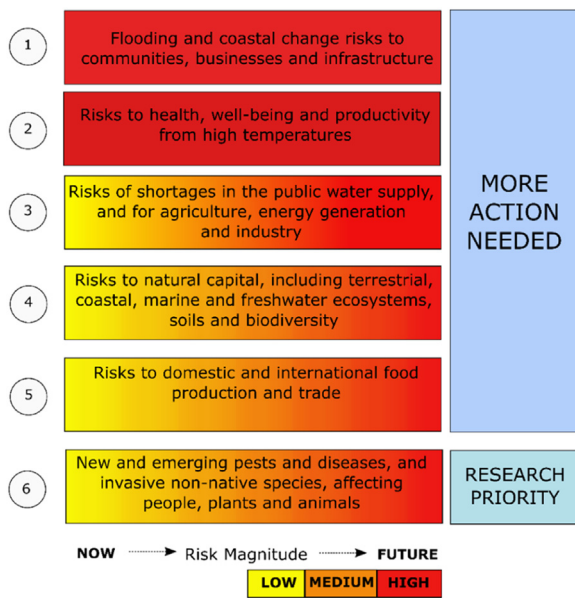 1
Flooding and coastal change risks to
communities, businesses and infrastructure
2
Risks to health, well-being and productivity
from high temperatures
3
Risks of shortages in the public water supply,
and for agriculture, energy generation
and industry
4
Risks to natural capital, including terrestrial,
coastal, marine and freshwater ecosystems,
soils and biodiversity
5
Risks to domestic and international food
production and trade
MORE
ACTION
NEEDED
6
New and emerging pests and diseases, and
invasive non-native species, affecting
people, plants and animals
RESEARCH
PRIORITY
NOW Risk Magnitude FUTURE
LOW MEDIUM HIGH